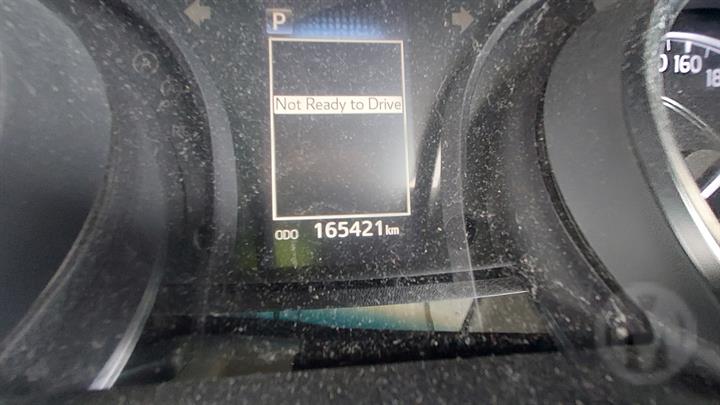 P
Not Ready to Drive
ODO 165421 km
160